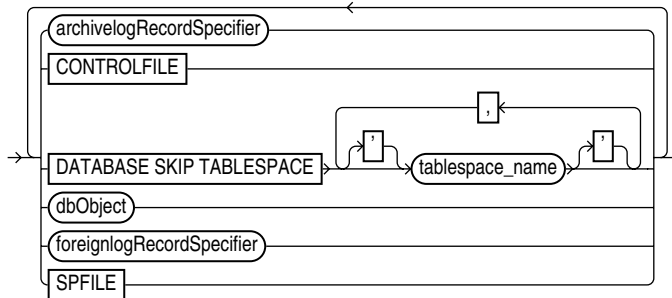 archivelogRecordSpecifier
CONTROLFILE
,
DATABASE SKIP TABLESPACE ' tablespace_name '
dbObject
foreignlogRecordSpecifier
SPFILE